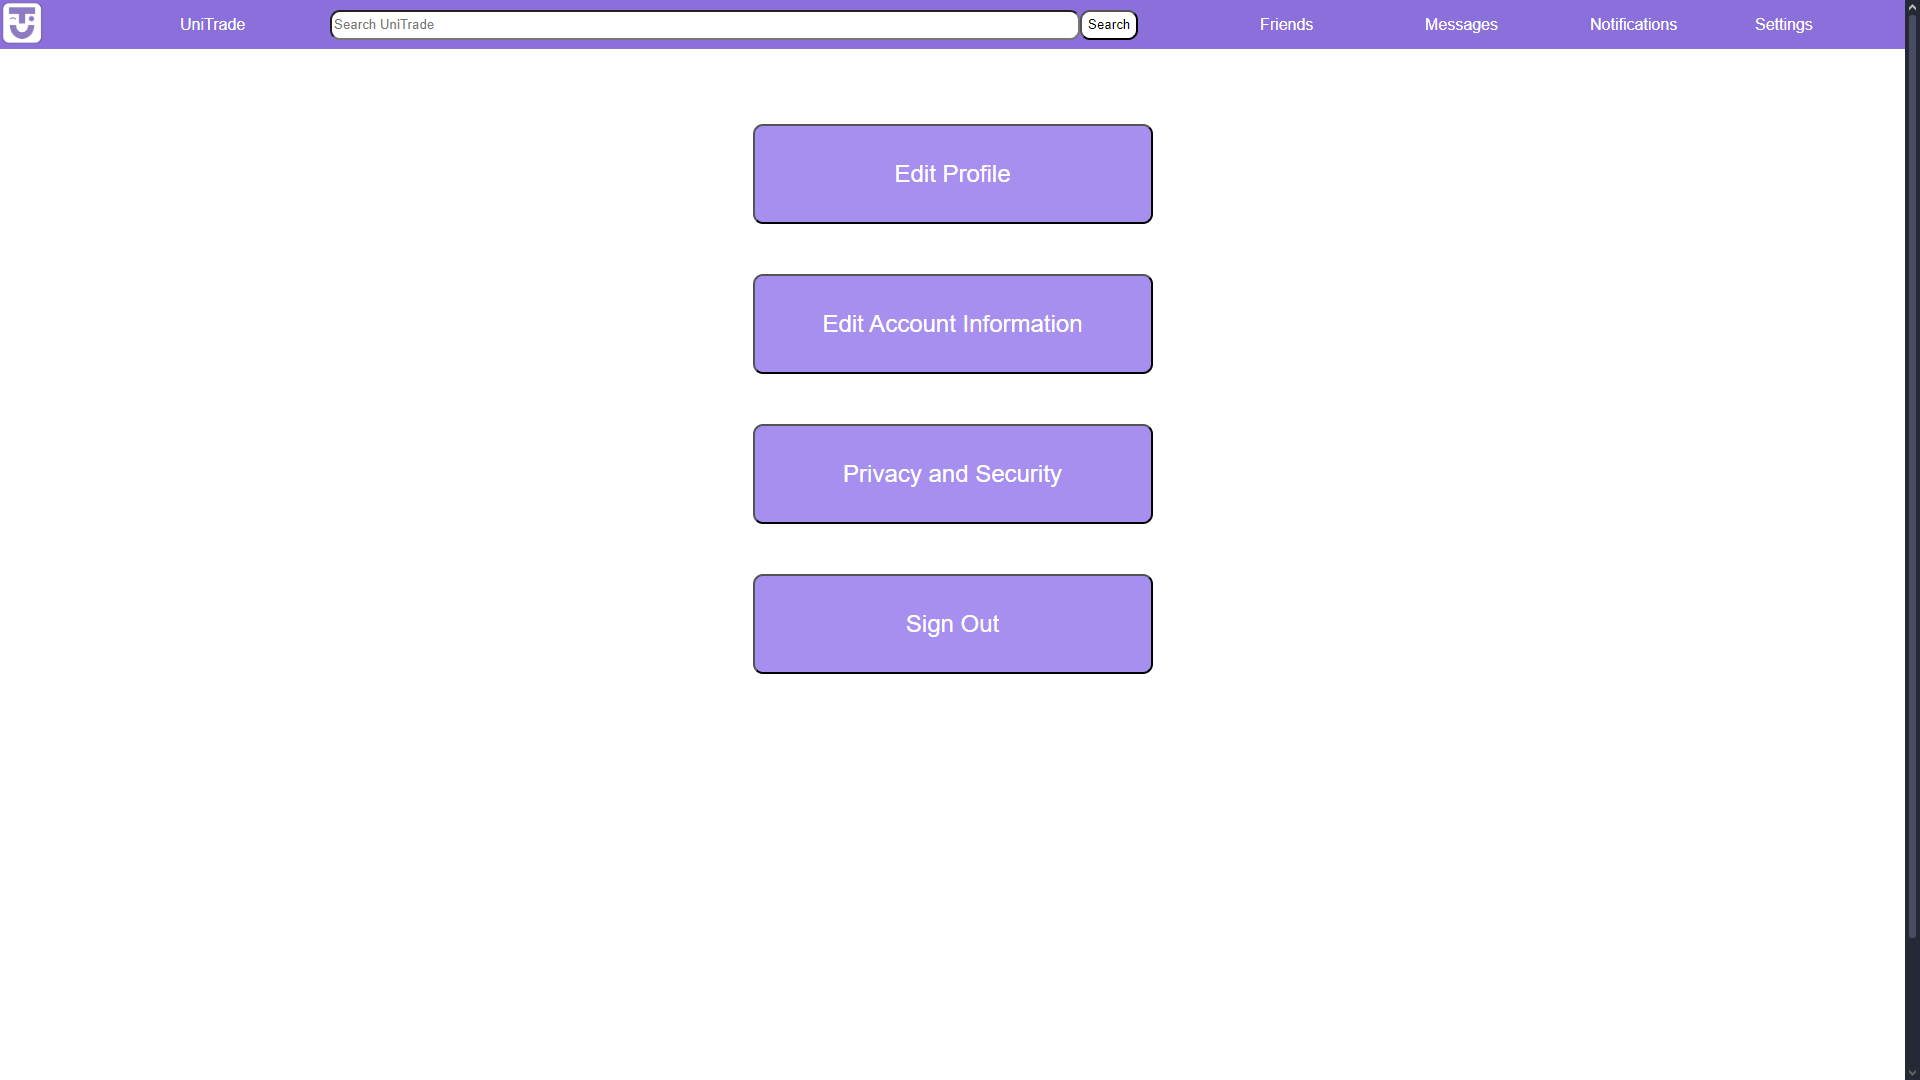 UniTrade Search UniTrade Search Friends Messages Notifications Settings
Edit Profile
Edit Account Information
Privacy and Security
Sign Out